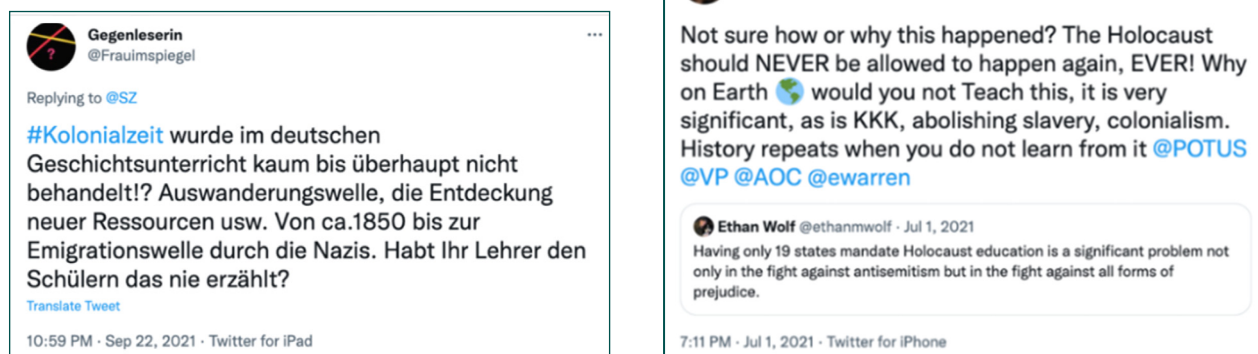 Gegenleserin
@Frauimspiegel
Replying to @SZ
#Kolonialzeit wurde im deutschen
Geschichtsunterricht kaum bis überhaupt nicht
behandelt!? Auswanderungswelle, die Entdeckung
neuer Ressourcen usw. Von ca.1850 bis zur
Emigrationswelle durch die Nazis. Habt Ihr Lehrer den
Schülern das nie erzählt?
Translate Tweet
10:59 PM · Sep 22, 2021 · Twitter for iPad
Not sure how or why this happened? The Holocaust
should NEVER be allowed to happen again, EVER! Why
on Earth 🌎 would you not Teach this, it is very
significant, as is KKK, abolishing slavery, colonialism.
History repeats when you do not learn from it @POTUS
@VP @AOC @ewarren
Ethan Wolf @ethanmwolf · Jul 1, 2021
Having only 19 states mandate Holocaust education is a significant problem not
only in the fight against antisemitism but in the fight against all forms of
prejudice.
7:11 PM · Jul 1, 2021 · Twitter for iPhone